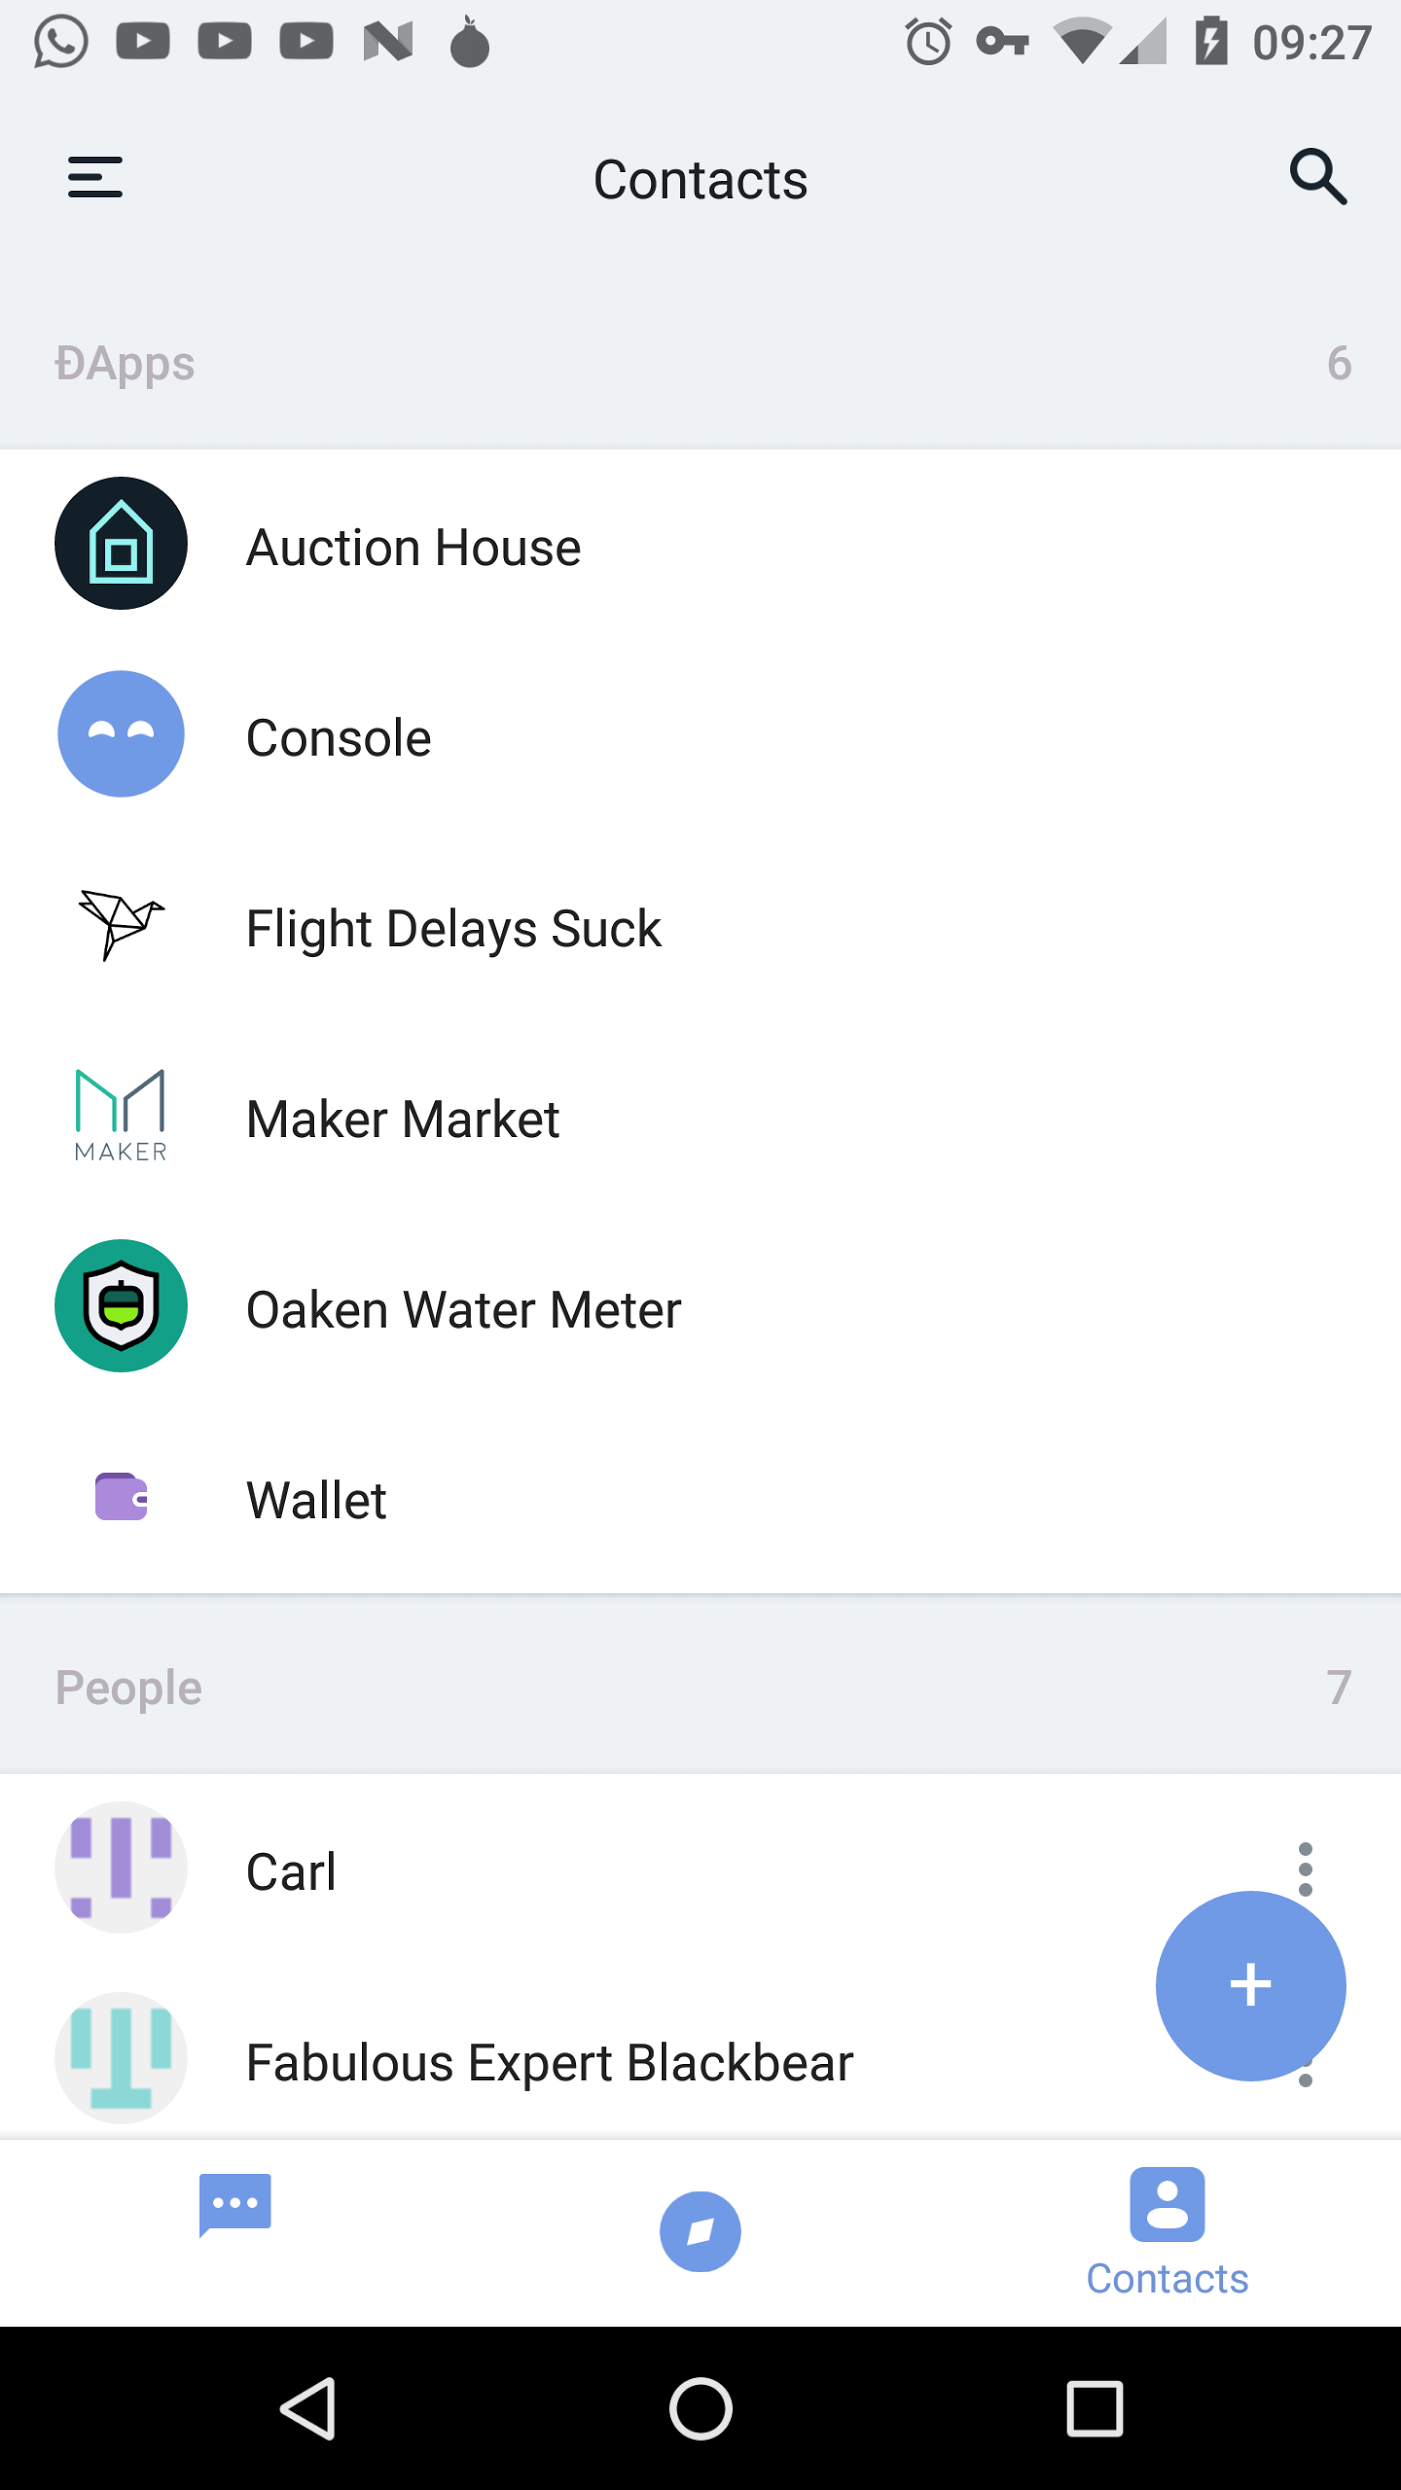 09:27
Contacts
ĐApps 6
Auction House
Console
Flight Delays Suck
MAKER
Maker Market
Oaken Water Meter
Wallet
People 7
Carl
Fabulous Expert Blackbear
Contacts